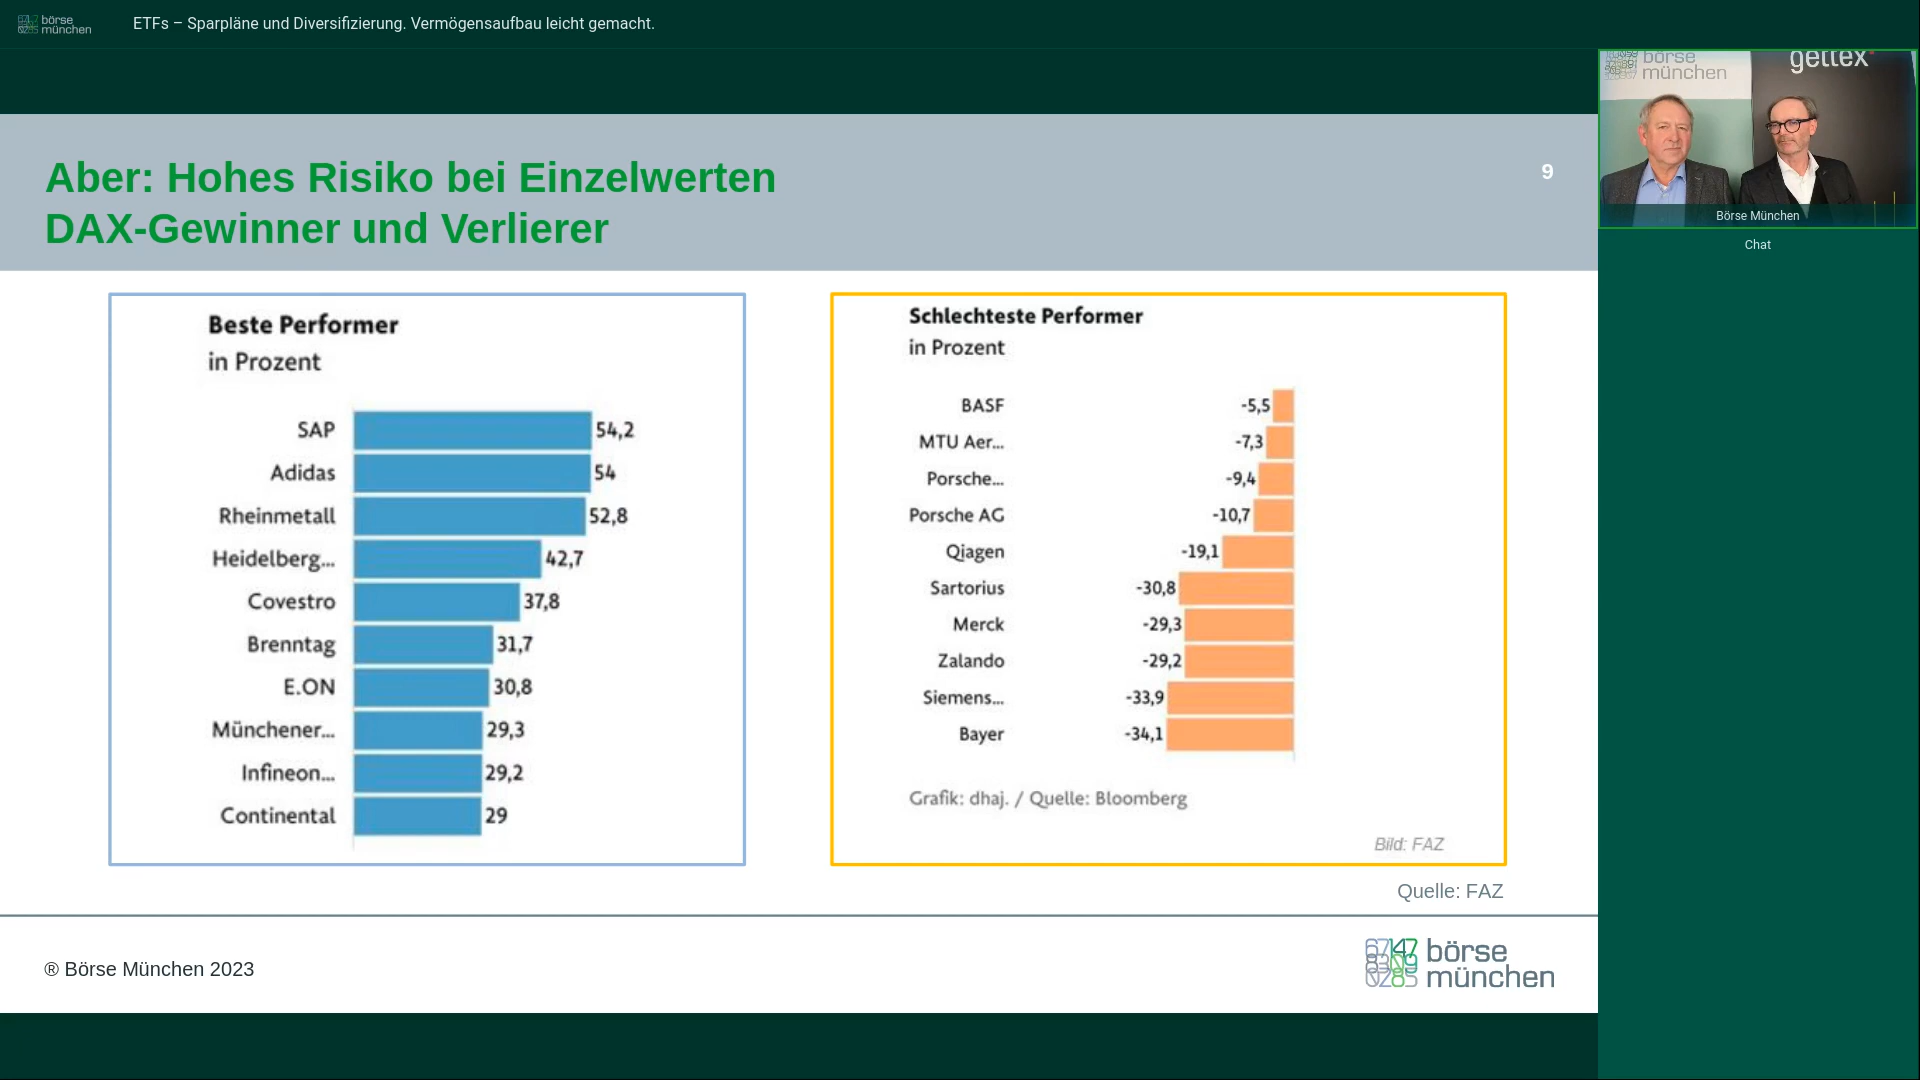 börse
münchen
ETFs – Sparpläne und Diversifizierung. Vermögensaufbau leicht gemacht.
börse
münchen
gettex
Börse München
Chat
Aber: Hohes Risiko bei Einzelwerten
DAX-Gewinner und Verlierer
9
Beste Performer
in Prozent
SAP 54,2
Adidas 54
Rheinmetall 52,8
Heidelberg... 42,7
Covestro 37,8
Brenntag 31,7
E.ON 30,8
Münchener... 29,3
Infineon... 29,2
Continental 29
Schlechteste Performer
in Prozent
BASF -5,5
MTU Aer... -7,3
Porsche... -9,4
Porsche AG -10,7
Qiagen -19,1
Sartorius -30,8
Merck -29,3
Zalando -29,2
Siemens... -33,9
Bayer -34,1
Grafik: dhaj. / Quelle: Bloomberg
Bild: FAZ
Quelle: FAZ
® Börse München 2023
börse
münchen